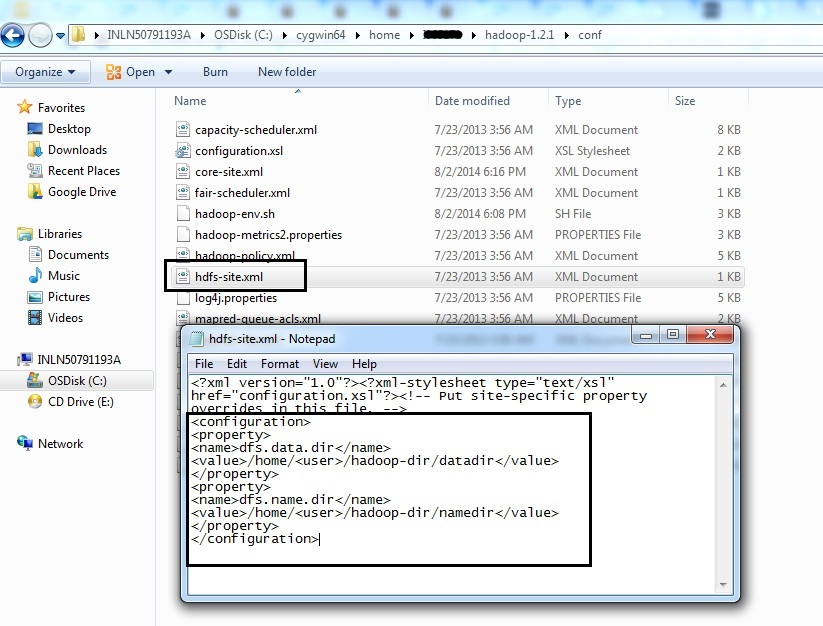 INLN50791193A ▸ OSDisk (C:) ▸ cygwin64 ▸ home ▸ ▸ hadoop-1.2.1 ▸ conf
Organize Open Burn New folder
Name Date modified Type Size
Favorites
Desktop
Downloads
Recent Places
Google Drive
Libraries
Documents
Music
Pictures
Videos
INLN50791193A
OSDisk (C:)
CD Drive (E:)
Network
capacity-scheduler.xml 7/23/2013 3:56 AM XML Document 8 KB
configuration.xsl 7/23/2013 3:56 AM XSL Stylesheet 2 KB
core-site.xml 8/2/2014 6:16 PM XML Document 1 KB
fair-scheduler.xml 7/23/2013 3:56 AM XML Document 1 KB
hadoop-env.sh 8/2/2014 6:08 PM SH File 3 KB
hadoop-metrics2.properties 7/23/2013 3:56 AM PROPERTIES File 3 KB
hadoop-policy.xml 7/23/2013 3:56 AM XML Document 5 KB
hdfs-site.xml 7/23/2013 3:56 AM XML Document 1 KB
log4j.properties 7/23/2013 3:56 AM PROPERTIES File 5 KB
mapred-queue-acls.xml 7/23/2013 3:56 AM XML Document 2 KB
hdfs-site.xml - Notepad
File Edit Format View Help
<?xml version="1.0"?><?xml-stylesheet type="text/xsl"
href="configuration.xsl"?><!-- Put site-specific property
overrides in this file. -->
<configuration>
<property>
<name>dfs.data.dir</name>
<value>/home/<user>/hadoop-dir/datadir</value>
</property>
<property>
<name>dfs.name.dir</name>
<value>/home/<user>/hadoop-dir/namedir</value>
</property>
</configuration>